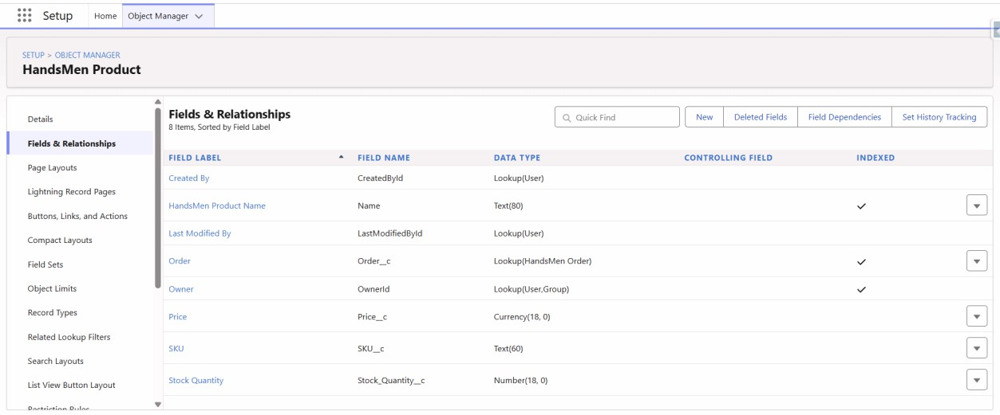 Setup Home Object Manager
SETUP > OBJECT MANAGER
HandsMen Product
Details
Fields & Relationships
Page Layouts
Lightning Record Pages
Buttons, Links, and Actions
Compact Layouts
Field Sets
Object Limits
Record Types
Related Lookup Filters
Search Layouts
List View Button Layout
Restriction Rules
Fields & Relationships
8 Items, Sorted by Field Label
Quick Find New Deleted Fields Field Dependencies Set History Tracking
FIELD LABEL FIELD NAME DATA TYPE CONTROLLING FIELD INDEXED
Created By CreatedById Lookup(User)
HandsMen Product Name Name Text(80)
Last Modified By LastModifiedById Lookup(User)
Order Order__c Lookup(HandsMen Order)
Owner OwnerId Lookup(User,Group)
Price Price__c Currency(18, 0)
SKU SKU__c Text(60)
Stock Quantity Stock_Quantity__c Number(18, 0)